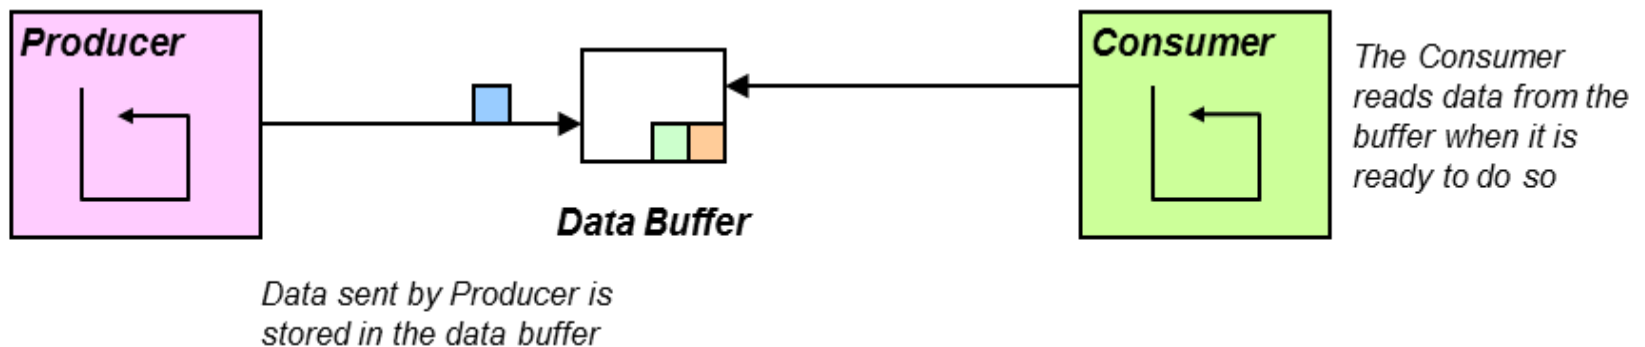 Producer
Consumer
The Consumer
reads data from the
buffer when it is
ready to do so
Data Buffer
Data sent by Producer is
stored in the data buffer